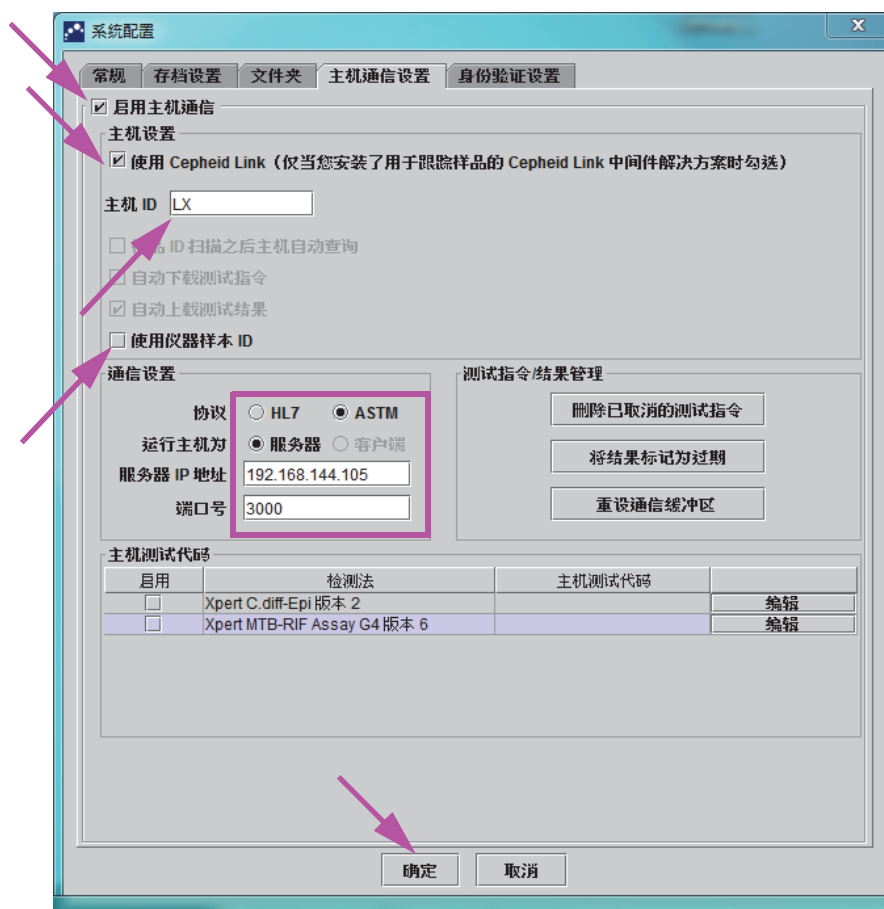 系统配置
常规 存档设置 文件夹 主机通信设置 身份验证设置
启用主机通信
主机设置
使用 Cepheid Link（仅当您安装了用于跟踪样品的 Cepheid Link 中间件解决方案时勾选）
主机 ID LX
品 ID 扫描之后主机自动查询
自动下载测试指令
自动上载测试结果
使用仪器样本 ID
通信设置
协议 HL7 ASTM
运行主机为 服务器 客户端
服务器 IP 地址 192.168.144.105
端口号 3000
测试指令/结果管理
删除已取消的测试指令
将结果标记为过期
重设通信缓冲区
主机测试代码
启用 检测法 主机测试代码
Xpert C.diff-Epi 版本 2 编辑
Xpert MTB-RIF Assay G4 版本 6 编辑
确定 取消